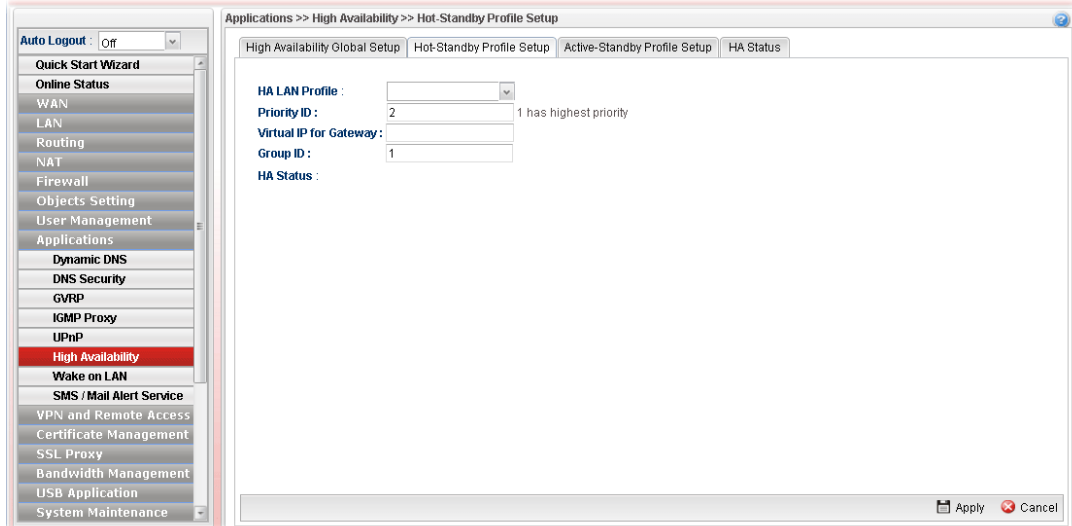 Applications >> High Availability >> Hot-Standby Profile Setup
Auto Logout : Off
Quick Start Wizard
Online Status
WAN
LAN
Routing
NAT
Firewall
Objects Setting
User Management
Applications
Dynamic DNS
DNS Security
GVRP
IGMP Proxy
UPnP
High Availability
Wake on LAN
SMS / Mail Alert Service
VPN and Remote Access
Certificate Management
SSL Proxy
Bandwidth Management
USB Application
System Maintenance
High Availability Global Setup Hot-Standby Profile Setup Active-Standby Profile Setup HA Status
HA LAN Profile :
Priority ID : 2 1 has highest priority
Virtual IP for Gateway :
Group ID : 1
HA Status :
Apply Cancel